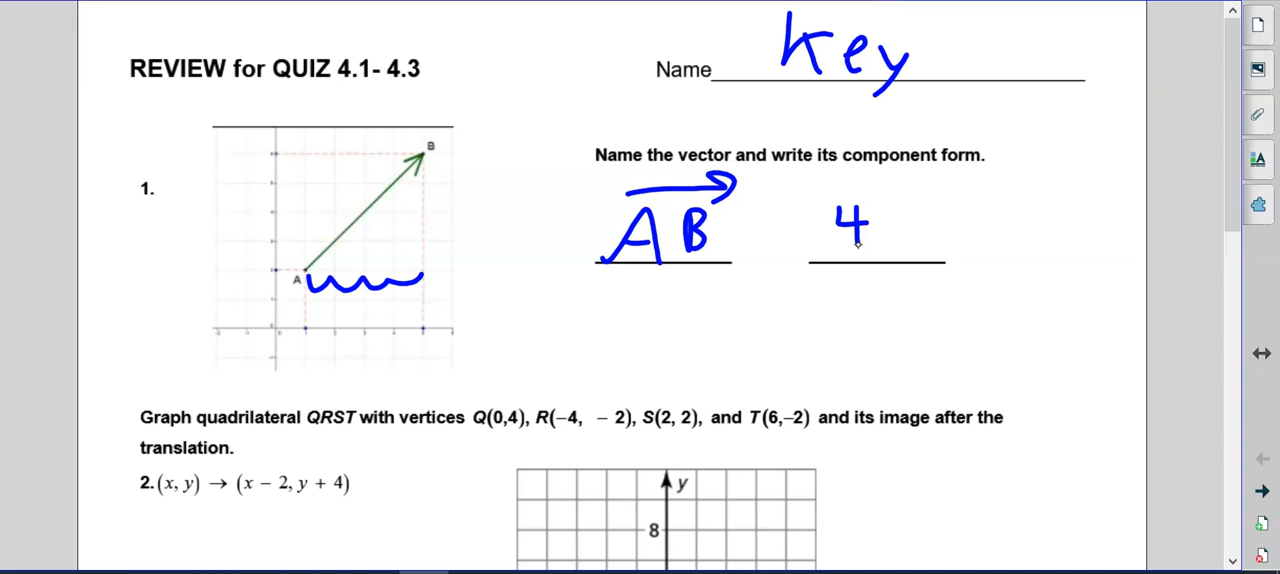 REVIEW for QUIZ 4.1- 4.3
Name Key
B
1.
A
Name the vector and write its component form.
AB 4
Graph quadrilateral QRST with vertices Q(0,4), R(−4, − 2), S(2, 2), and T(6,−2) and its image after the
translation.
2. (x, y) → (x − 2, y + 4)
y
8